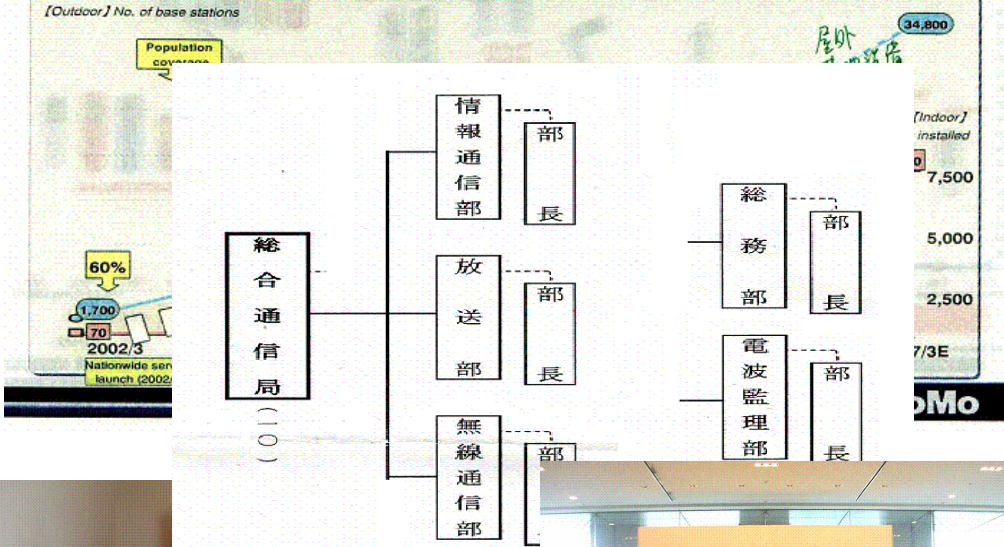 [Outdoor] No. of base stations
Population
coverage
34,800
屋外
[Indoor]
installed
7,500
5,000
2,500
7/3E
60%
1,700
70
2002/3
Nationwide ser
launch (2002/
oMo
総合通信局(10)
情報通信部
部長
放送部
部長
無線通信部
部
総務部
部長
電波監理部
部長